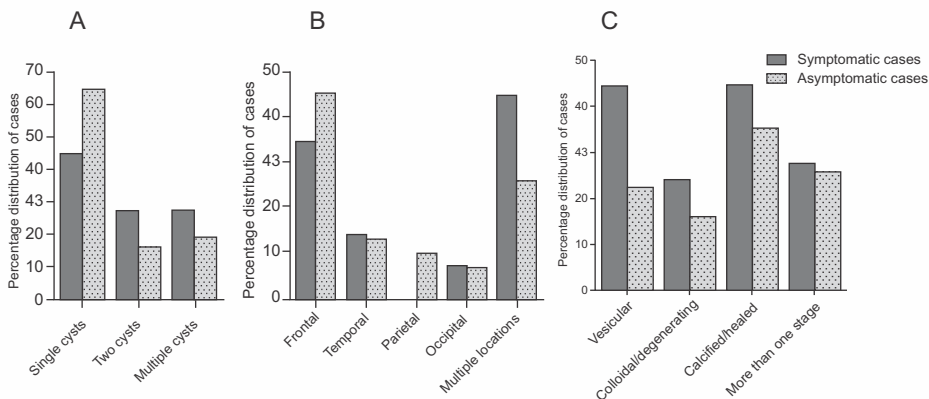 A
Percentage distribution of cases
70
60
50
40
43
20
10
0
Single cysts
Two cysts
Multiple cysts
B
Percentage distribution of cases
50
40
43
20
10
0
Frontal
Temporal
Parietal
Occipital
Multiple locations
C
Percentage distribution of cases
50
40
43
20
10
0
Vesicular
Colloidal/degenerating
Calcified/healed
More than one stage
Symptomatic cases
Asymptomatic cases